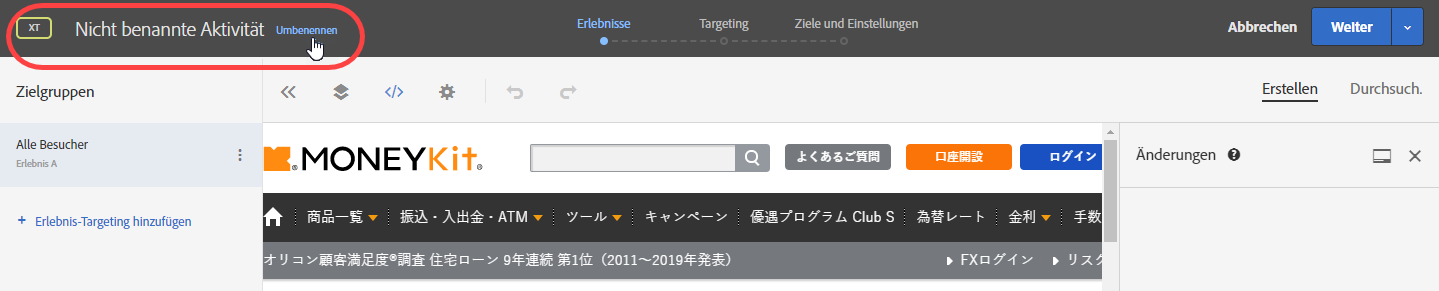 XT Nicht benannte Aktivität Umbenennen
Erlebnisse Targeting Ziele und Einstellungen
Abbrechen Weiter
Zielgruppen
Erstellen Durchsuch.
Alle Besucher
Erlebnis A
+ Erlebnis-Targeting hinzufügen
MONEYKit
よくあるご質問 口座開設 ログイン
商品一覧 振込・入出金・ATM ツール キャンペーン 優遇プログラム Club S 為替レート 金利 手数
オリコン顧客満足度®調査 住宅ローン 9年連続 第1位（2011～2019年発表） FXログイン リスク
Änderungen